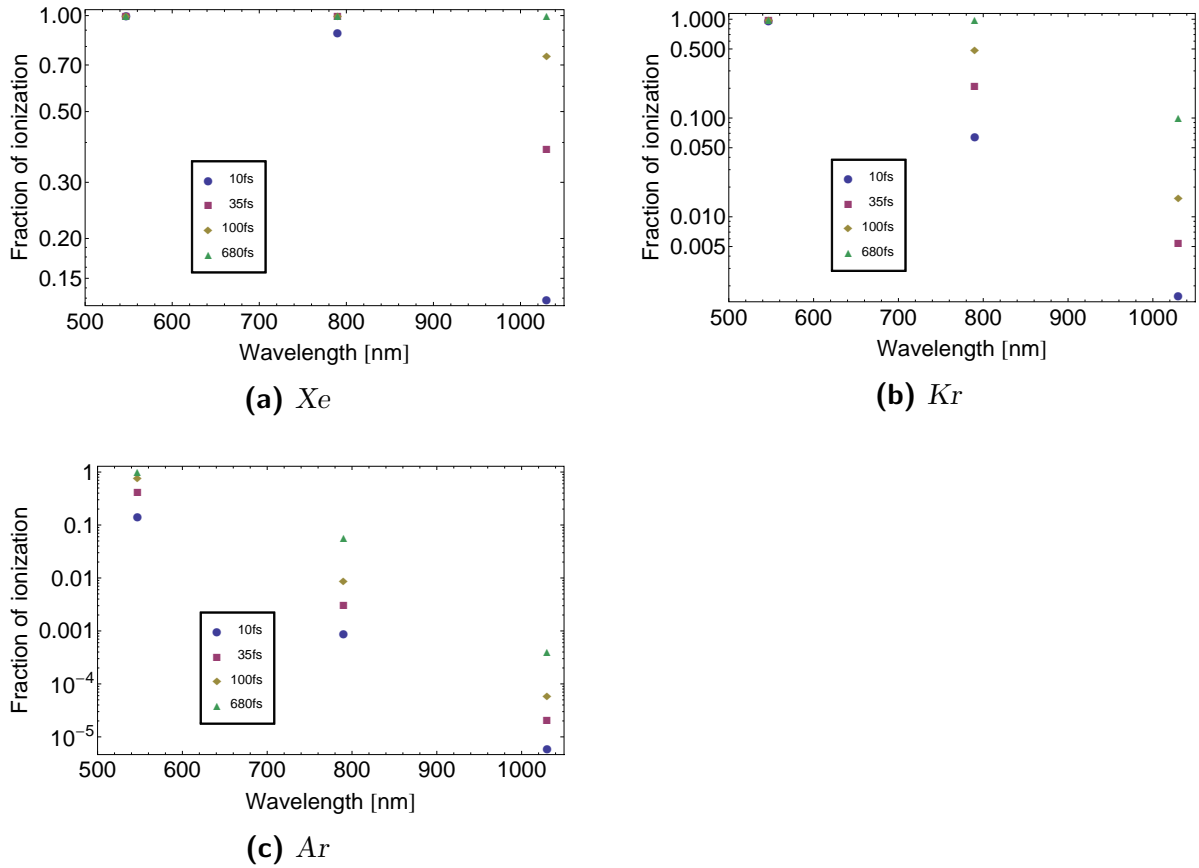 1.00
0.70
0.50
0.30
0.20
0.15
Fraction of ionization
10fs
35fs
100fs
680fs
500 600 700 800 900 1000
Wavelength [nm]
(a) Xe
1.000
0.500
0.100
0.050
0.010
0.005
Fraction of ionization
10fs
35fs
100fs
680fs
500 600 700 800 900 1000
Wavelength [nm]
(b) Kr
1
0.1
0.01
0.001
10⁻⁴
10⁻⁵
Fraction of ionization
10fs
35fs
100fs
680fs
500 600 700 800 900 1000
Wavelength [nm]
(c) Ar